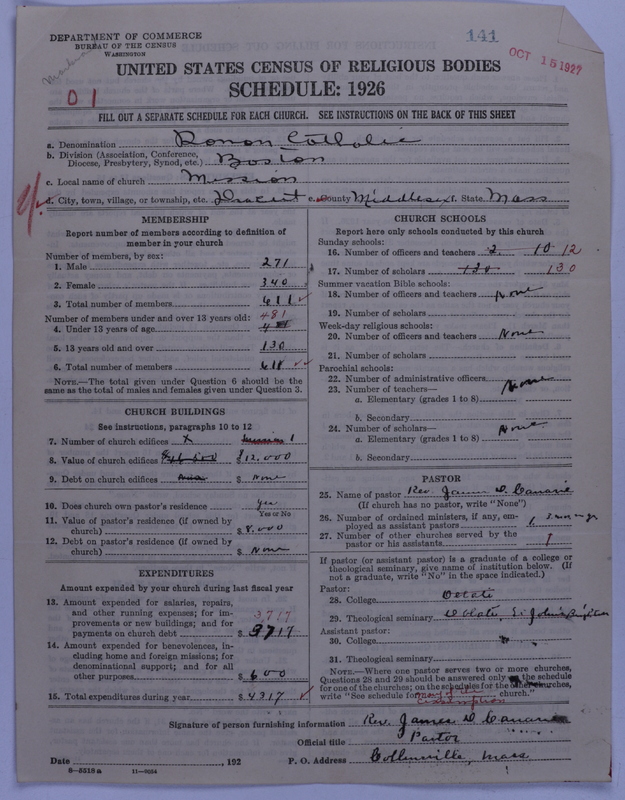 DEPARTMENT OF COMMERCE
BUREAU OF THE CENSUS
WASHINGTON
141
OCT 15 1927
01
UNITED STATES CENSUS OF RELIGIOUS BODIES
SCHEDULE: 1926
FILL OUT A SEPARATE SCHEDULE FOR EACH CHURCH. SEE INSTRUCTIONS ON THE BACK OF THIS SHEET
a. Denomination Roman Catholic
b. Division (Association, Conference, Diocese, Presbytery, Synod, etc.) Boston
c. Local name of church Mission
d. City, town, village, or township, etc. Dracut e. County Middlesex f. State Mass
MEMBERSHIP
Report number of members according to definition of member in your church
Number of members, by sex:
1. Male 271
2. Female 340
3. Total number of members 611
Number of members under and over 13 years old: 481
4. Under 13 years of age
5. 13 years old and over 130
6. Total number of members 611
NOTE.—The total given under Question 6 should be the same as the total of males and females given under Question 3.
CHURCH BUILDINGS
See instructions, paragraphs 10 to 12
7. Number of church edifices x 1
8. Value of church edifices $12,000
9. Debt on church edifices $ None
10. Does church own pastor's residence yes
Yes or No
11. Value of pastor's residence (if owned by church) $ 8,000
12. Debt on pastor's residence (if owned by church) $ None
EXPENDITURES
Amount expended by your church during last fiscal year
13. Amount expended for salaries, repairs, and other running expenses; for improvements or new buildings; and for payments on church debt 3717 $ 3717
14. Amount expended for benevolences, including home and foreign missions; for denominational support; and for all other purposes $ 600
15. Total expenditures during year $ 4317
CHURCH SCHOOLS
Report here only schools conducted by this church
Sunday schools:
16. Number of officers and teachers 2 10 12
17. Number of scholars 130 130
Summer vacation Bible schools:
18. Number of officers and teachers None
19. Number of scholars
Week-day religious schools:
20. Number of officers and teachers None
21. Number of scholars
Parochial schools:
22. Number of administrative officers
23. Number of teachers— None
a. Elementary (grades 1 to 8)
b. Secondary
24. Number of scholars— None
a. Elementary (grades 1 to 8)
b. Secondary
PASTOR
25. Name of pastor Rev. James D. Canarie
(If church has no pastor, write "None")
26. Number of ordained ministers, if any, employed as assistant pastors 1
27. Number of other churches served by the pastor or his assistants 1
If pastor (or assistant pastor) is a graduate of a college or theological seminary, give name of institution below. (If not a graduate, write "No" in the space indicated.)
Pastor:
28. College
29. Theological seminary St. John's Brighton
Assistant pastor:
30. College
31. Theological seminary
NOTE.—Where one pastor serves two or more churches, Questions 28 and 29 should be answered only on the schedule for one of the churches; on the schedules for the other churches, write "See schedule for church."
Assumption
Signature of person furnishing information Rev. James D. Canarie
Official title Pastor
Date , 192 P. O. Address Collinsville, Mass
8—5518a 11—9034